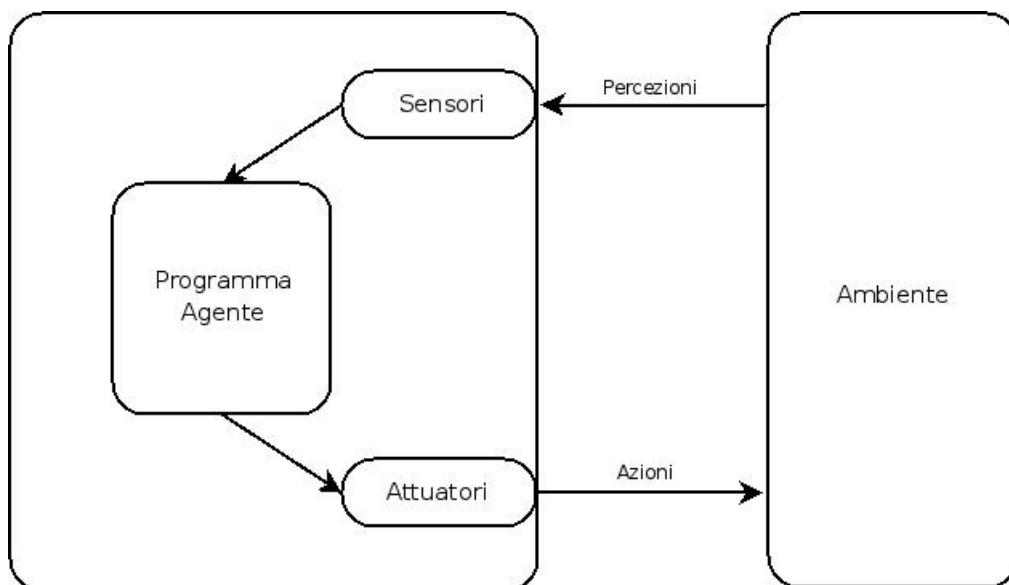 Sensori
Percezioni
Programma
Agente
Ambiente
Attuatori
Azioni